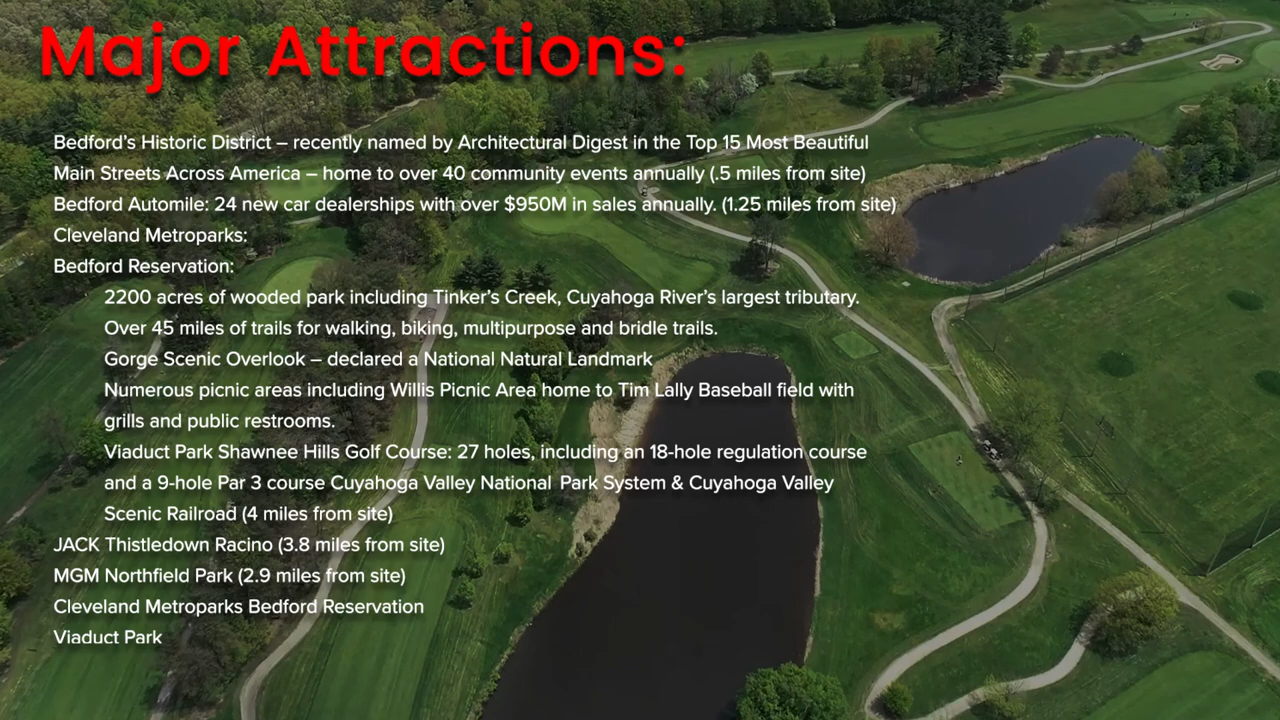 Major Attractions:
Bedford’s Historic District – recently named by Architectural Digest in the Top 15 Most Beautiful
Main Streets Across America – home to over 40 community events annually (.5 miles from site)
Bedford Automile: 24 new car dealerships with over $950M in sales annually. (1.25 miles from site)
Cleveland Metroparks:
Bedford Reservation:
2200 acres of wooded park including Tinker’s Creek, Cuyahoga River’s largest tributary.
Over 45 miles of trails for walking, biking, multipurpose and bridle trails.
Gorge Scenic Overlook – declared a National Natural Landmark
Numerous picnic areas including Willis Picnic Area home to Tim Lally Baseball field with
grills and public restrooms.
Viaduct Park Shawnee Hills Golf Course: 27 holes, including an 18-hole regulation course
and a 9-hole Par 3 course Cuyahoga Valley National Park System & Cuyahoga Valley
Scenic Railroad (4 miles from site)
JACK Thistledown Racino (3.8 miles from site)
MGM Northfield Park (2.9 miles from site)
Cleveland Metroparks Bedford Reservation
Viaduct Park